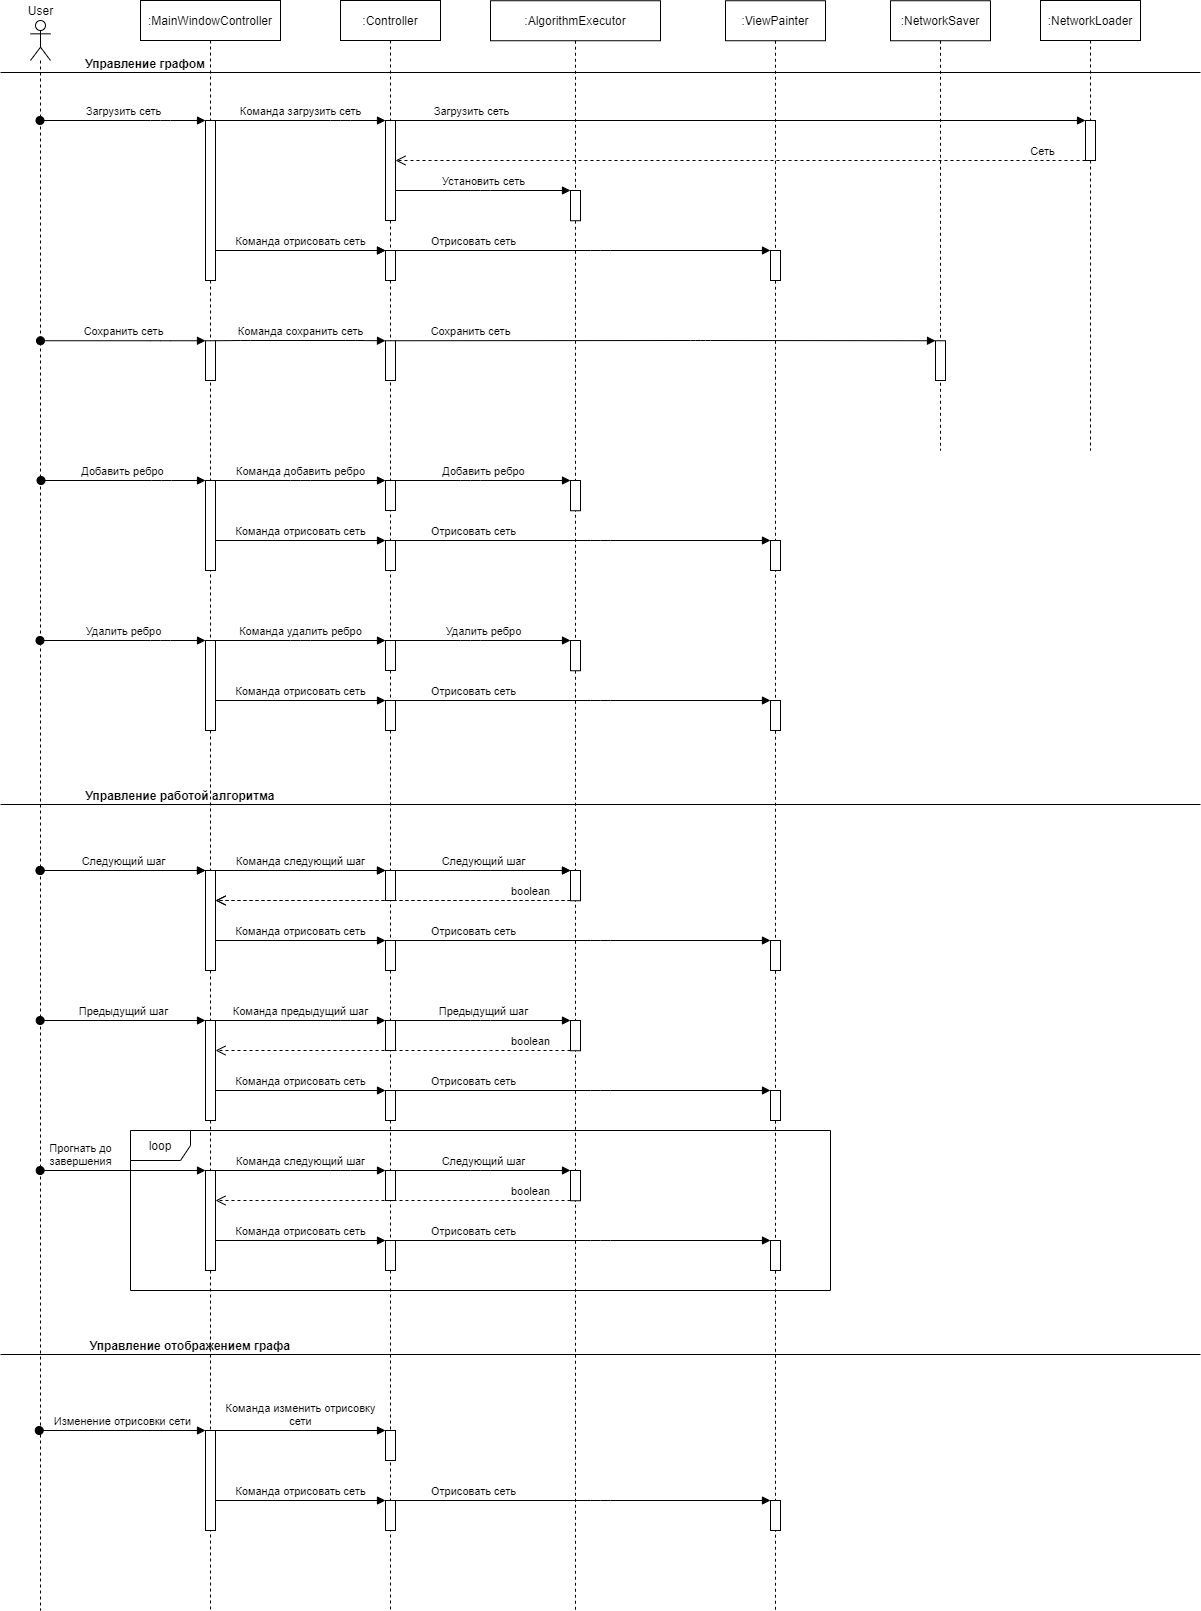 User
:MainWindowController
:Controller
:AlgorithmExecutor
:ViewPainter
:NetworkSaver
:NetworkLoader
Управление графом
Загрузить сеть
Команда загрузить сеть
Загрузить сеть
Сеть
Установить сеть
Команда отрисовать сеть
Отрисовать сеть
Сохранить сеть
Команда сохранить сеть
Сохранить сеть
Добавить ребро
Команда добавить ребро
Добавить ребро
Команда отрисовать сеть
Отрисовать сеть
Удалить ребро
Команда удалить ребро
Удалить ребро
Команда отрисовать сеть
Отрисовать сеть
Управление работой алгоритма
Следующий шаг
Команда следующий шаг
Следующий шаг
boolean
Команда отрисовать сеть
Отрисовать сеть
Предыдущий шаг
Команда предыдущий шаг
Предыдущий шаг
boolean
Команда отрисовать сеть
Отрисовать сеть
loop
Прогнать до
завершения
Команда следующий шаг
Следующий шаг
boolean
Команда отрисовать сеть
Отрисовать сеть
Управление отображением графа
Изменение отрисовки сети
Команда изменить отрисовку
сети
Команда отрисовать сеть
Отрисовать сеть